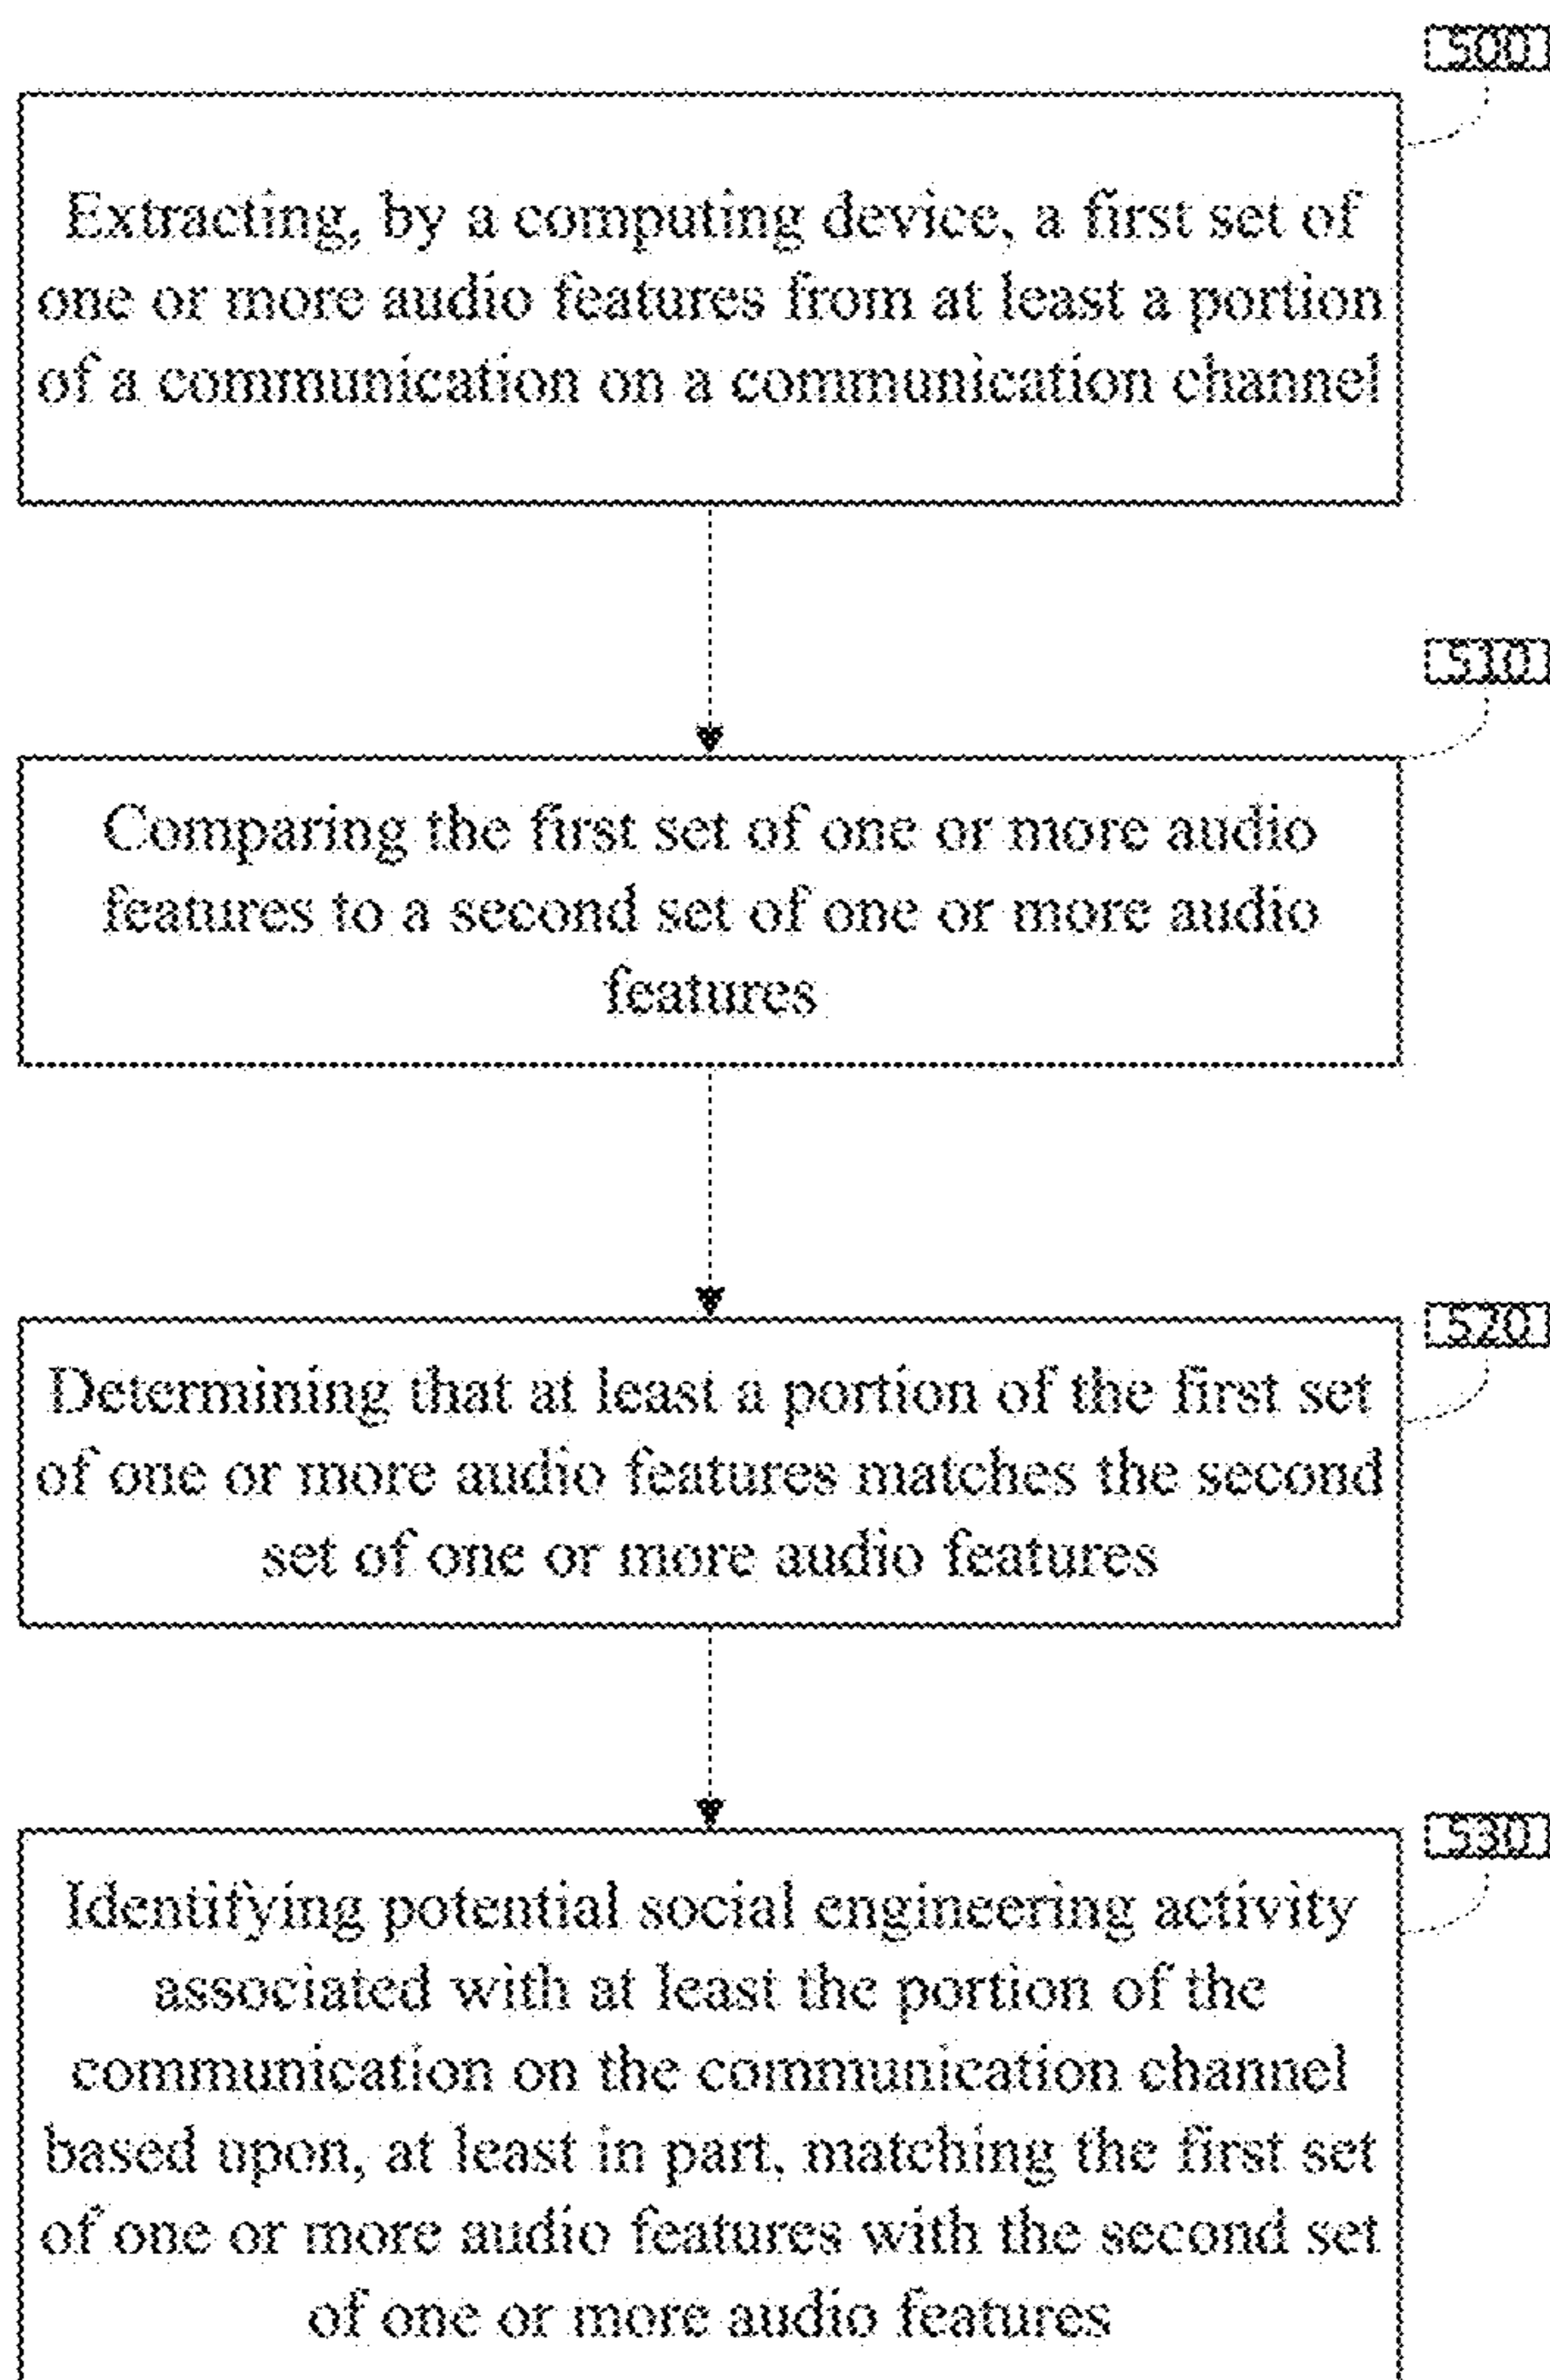 500
Extracting, by a computing device, a first set of
one or more audio features from at least a portion
of a communication on a communication channel
510
Comparing the first set of one or more audio
features to a second set of one or more audio
features
520
Determining that at least a portion of the first set
of one or more audio features matches the second
set of one or more audio features
530
Identifying potential social engineering activity
associated with at least the portion of the
communication on the communication channel
based upon, at least in part, matching the first set
of one or more audio features with the second set
of one or more audio features